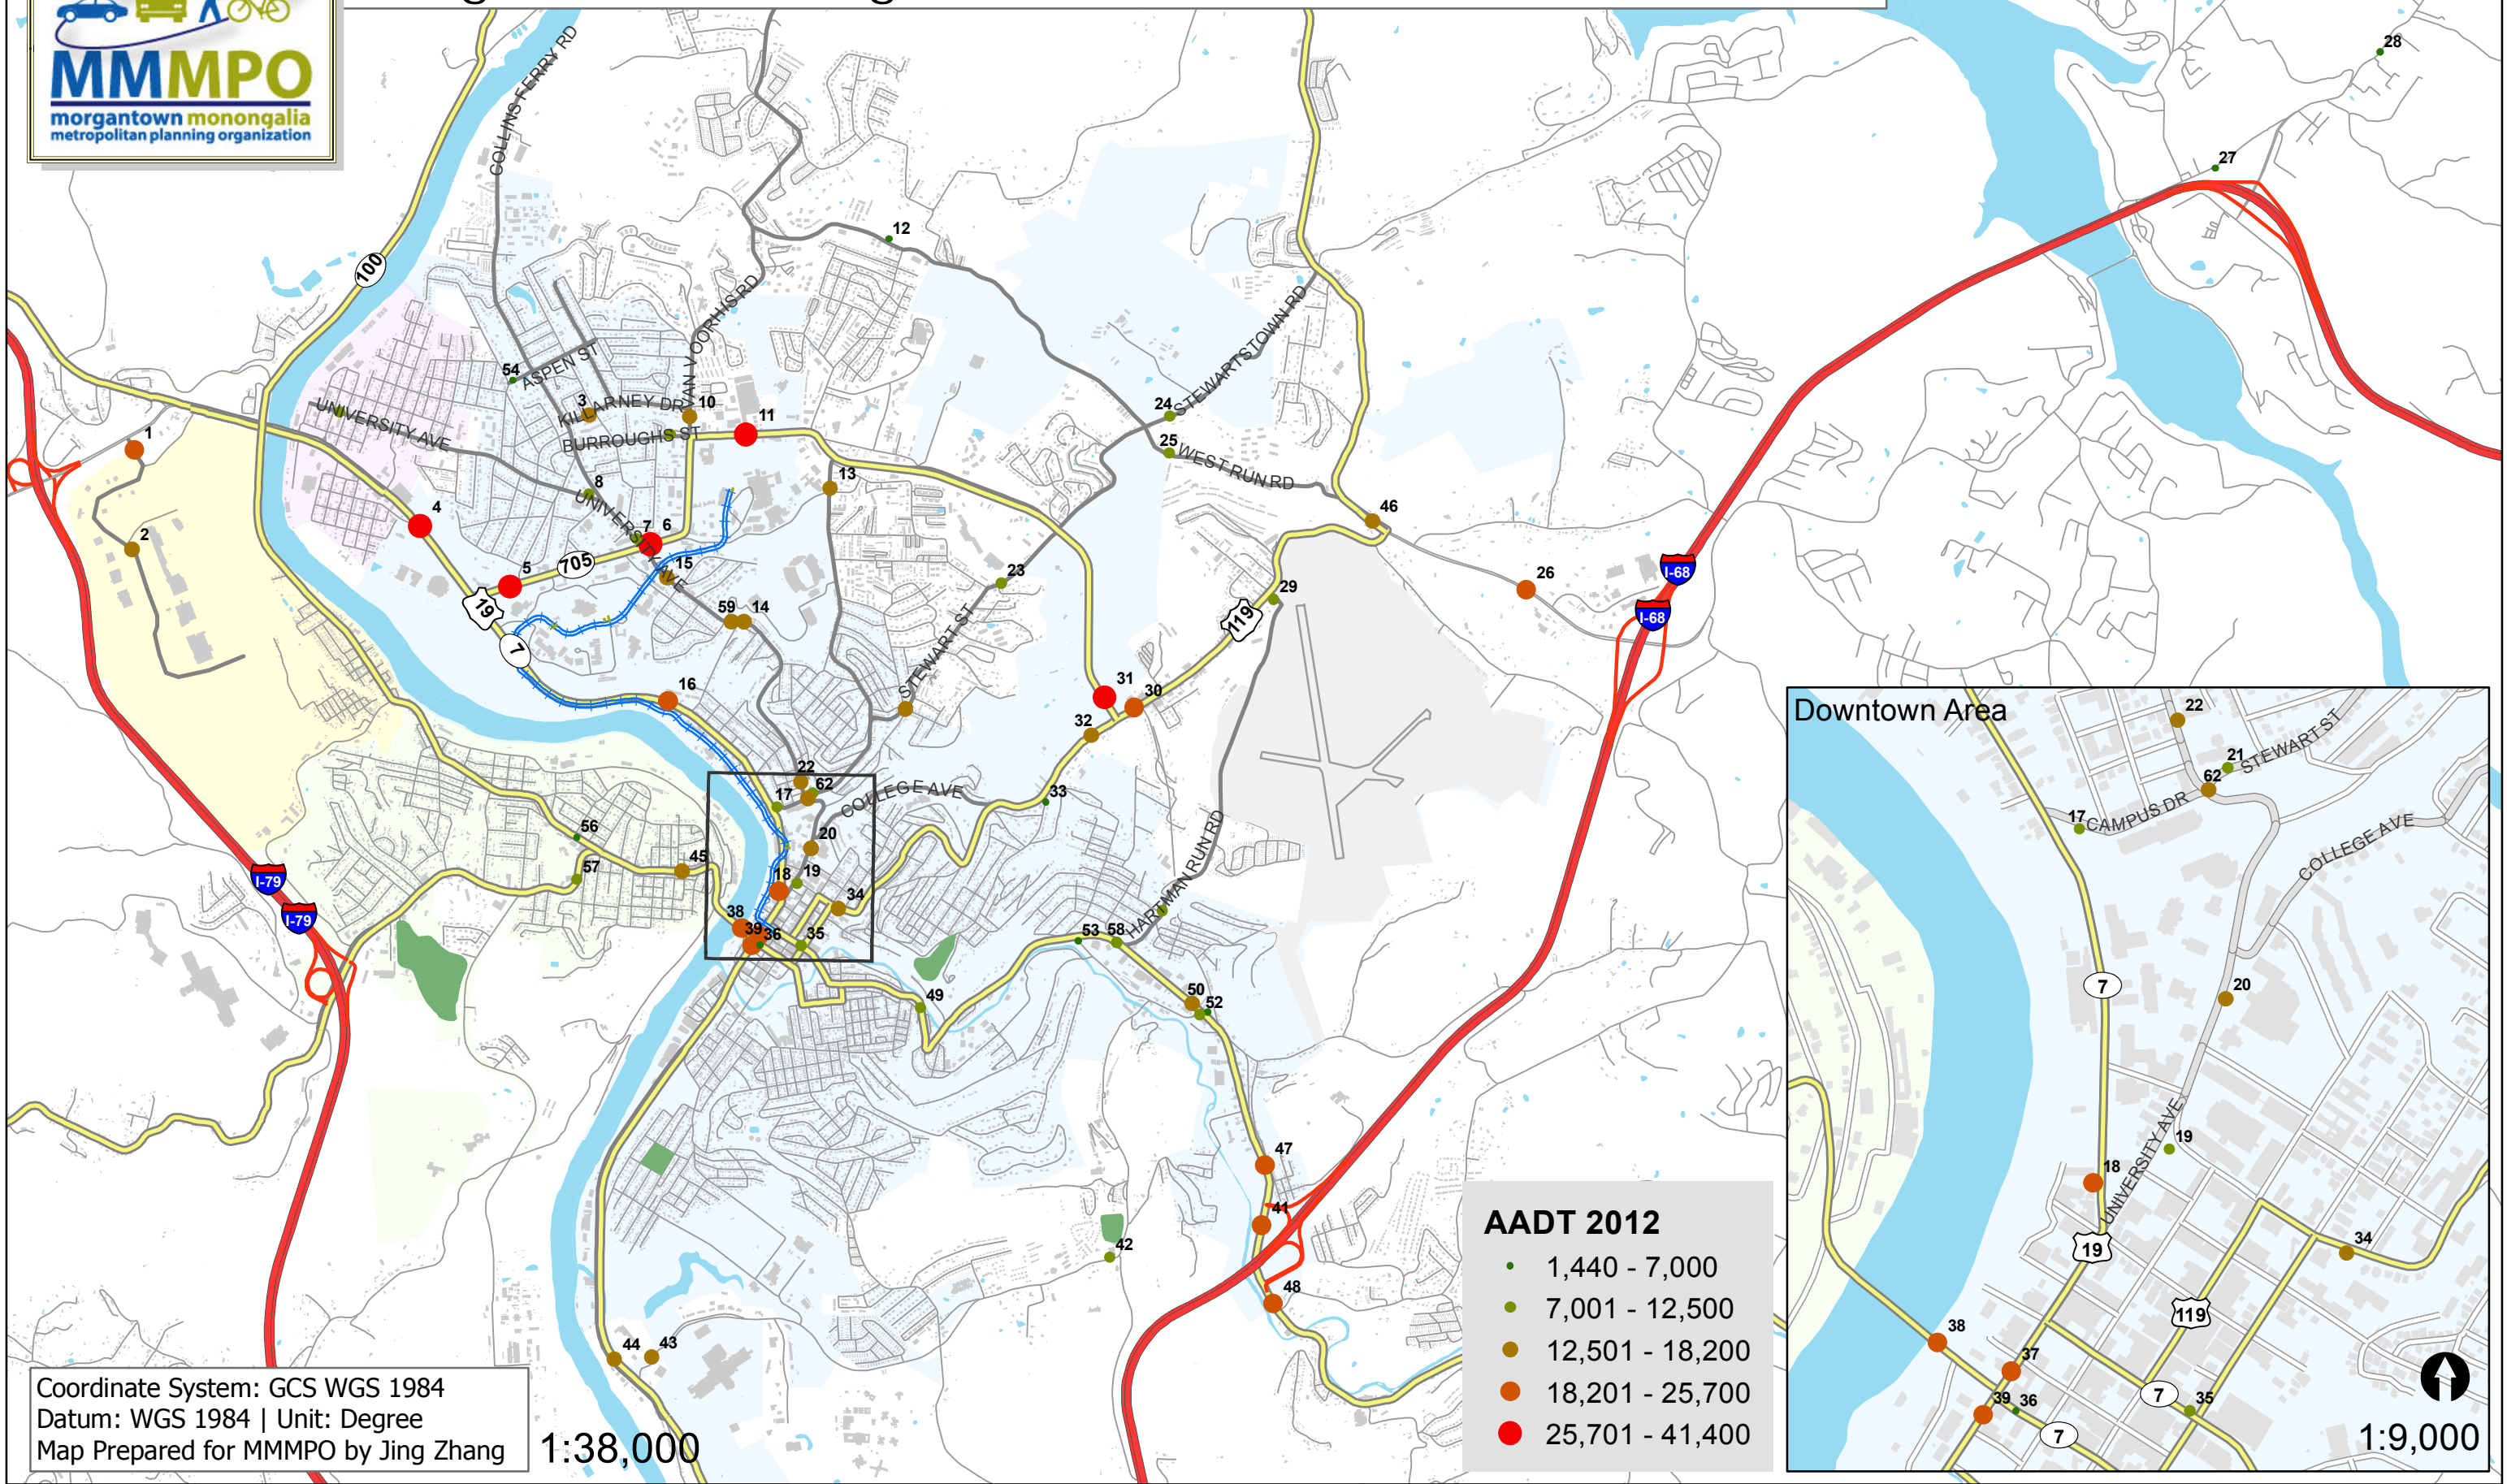 MMMPO
morgantown monongalia
metropolitan planning organization
COLLINS FERRY RD
28
27
12
100
VAN VOORHIS RD
STEWARTSTOWN RD
54
ASPEN ST
3
KILLARNEY DR
10
11
24
1
UNIVERSITY AVE
BURROUGHS ST
25
WEST RUN RD
13
8
4
2
UNIVERSITY AVE
7
6
46
5
705
15
23
29
26
I-68
I-68
19
59
14
119
7
STEWART ST
16
31
30
32
22
62
17
COLLEGE AVE
33
56
20
57
45
I-79
18
19
34
HARTMAN RUN RD
I-79
38
39
36
35
53
58
49
50
52
47
41
42
48
44
43
Downtown Area
22
21
STEWART ST
62
17
CAMPUS DR
COLLEGE AVE
7
20
UNIVERSITY AVE
19
18
19
34
119
38
37
39
36
7
35
7
1:9,000
AADT 2012
1,440 - 7,000
7,001 - 12,500
12,501 - 18,200
18,201 - 25,700
25,701 - 41,400
Coordinate System: GCS WGS 1984
Datum: WGS 1984 | Unit: Degree
Map Prepared for MMMPO by Jing Zhang
1:38,000